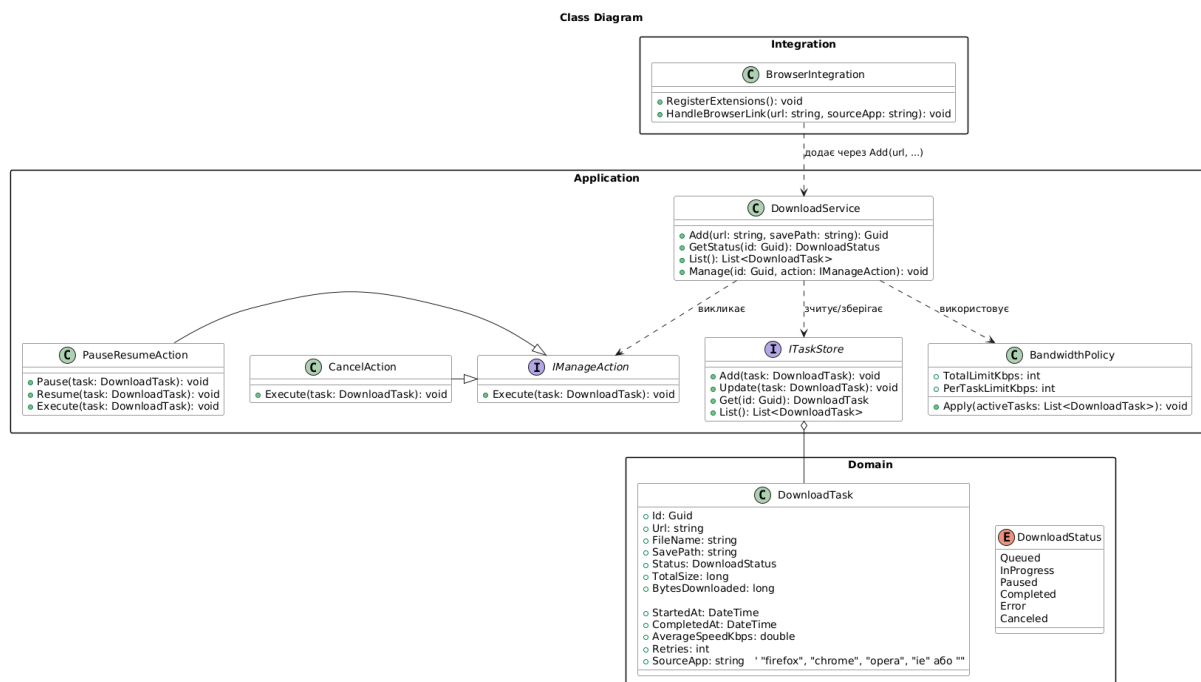 Class Diagram
Integration
C BrowserIntegration
RegisterExtensions(): void
HandleBrowserLink(url: string, sourceApp: string): void
додає через Add(url, ...)
Application
C DownloadService
Add(url: string, savePath: string): Guid
GetStatus(id: Guid): DownloadStatus
List(): List<DownloadTask>
Manage(id: Guid, action: IManageAction): void
викликає
зчитує/зберігає
використовує
C PauseResumeAction
Pause(task: DownloadTask): void
Resume(task: DownloadTask): void
Execute(task: DownloadTask): void
C CancelAction
Execute(task: DownloadTask): void
I IManageAction
Execute(task: DownloadTask): void
I ITaskStore
Add(task: DownloadTask): void
Update(task: DownloadTask): void
Get(id: Guid): DownloadTask
List(): List<DownloadTask>
C BandwidthPolicy
TotalLimitKbps: int
PerTaskLimitKbps: int
Apply(activeTasks: List<DownloadTask>): void
Domain
C DownloadTask
Id: Guid
Url: string
FileName: string
SavePath: string
Status: DownloadStatus
TotalSize: long
BytesDownloaded: long
StartedAt: DateTime
CompletedAt: DateTime
AverageSpeedKbps: double
Retries: int
SourceApp: string ' "firefox", "chrome", "opera", "ie" або ""
E DownloadStatus
Queued
InProgress
Paused
Completed
Error
Canceled